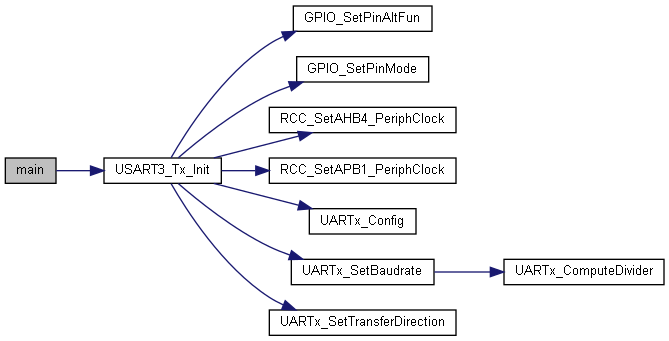 main
USART3_Tx_Init
GPIO_SetPinAltFun
GPIO_SetPinMode
RCC_SetAHB4_PeriphClock
RCC_SetAPB1_PeriphClock
UARTx_Config
UARTx_SetBaudrate
UARTx_ComputeDivider
UARTx_SetTransferDirection